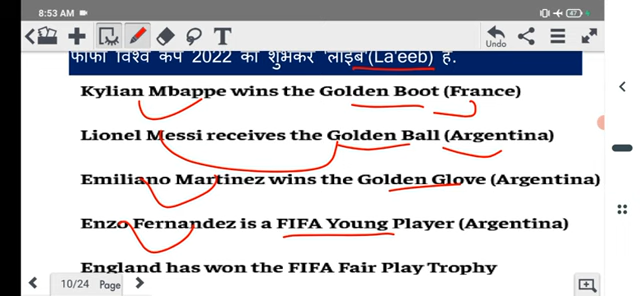 8:53 AM
47
T
Undo
फीफा विश्व कप 2022 का शुभंकर 'लाइब'(La'eeb) है.
Kylian Mbappe wins the Golden Boot (France)
Lionel Messi receives the Golden Ball (Argentina)
Emiliano Martinez wins the Golden Glove (Argentina)
Enzo Fernandez is a FIFA Young Player (Argentina)
England has won the FIFA Fair Play Trophy
10/24 Page